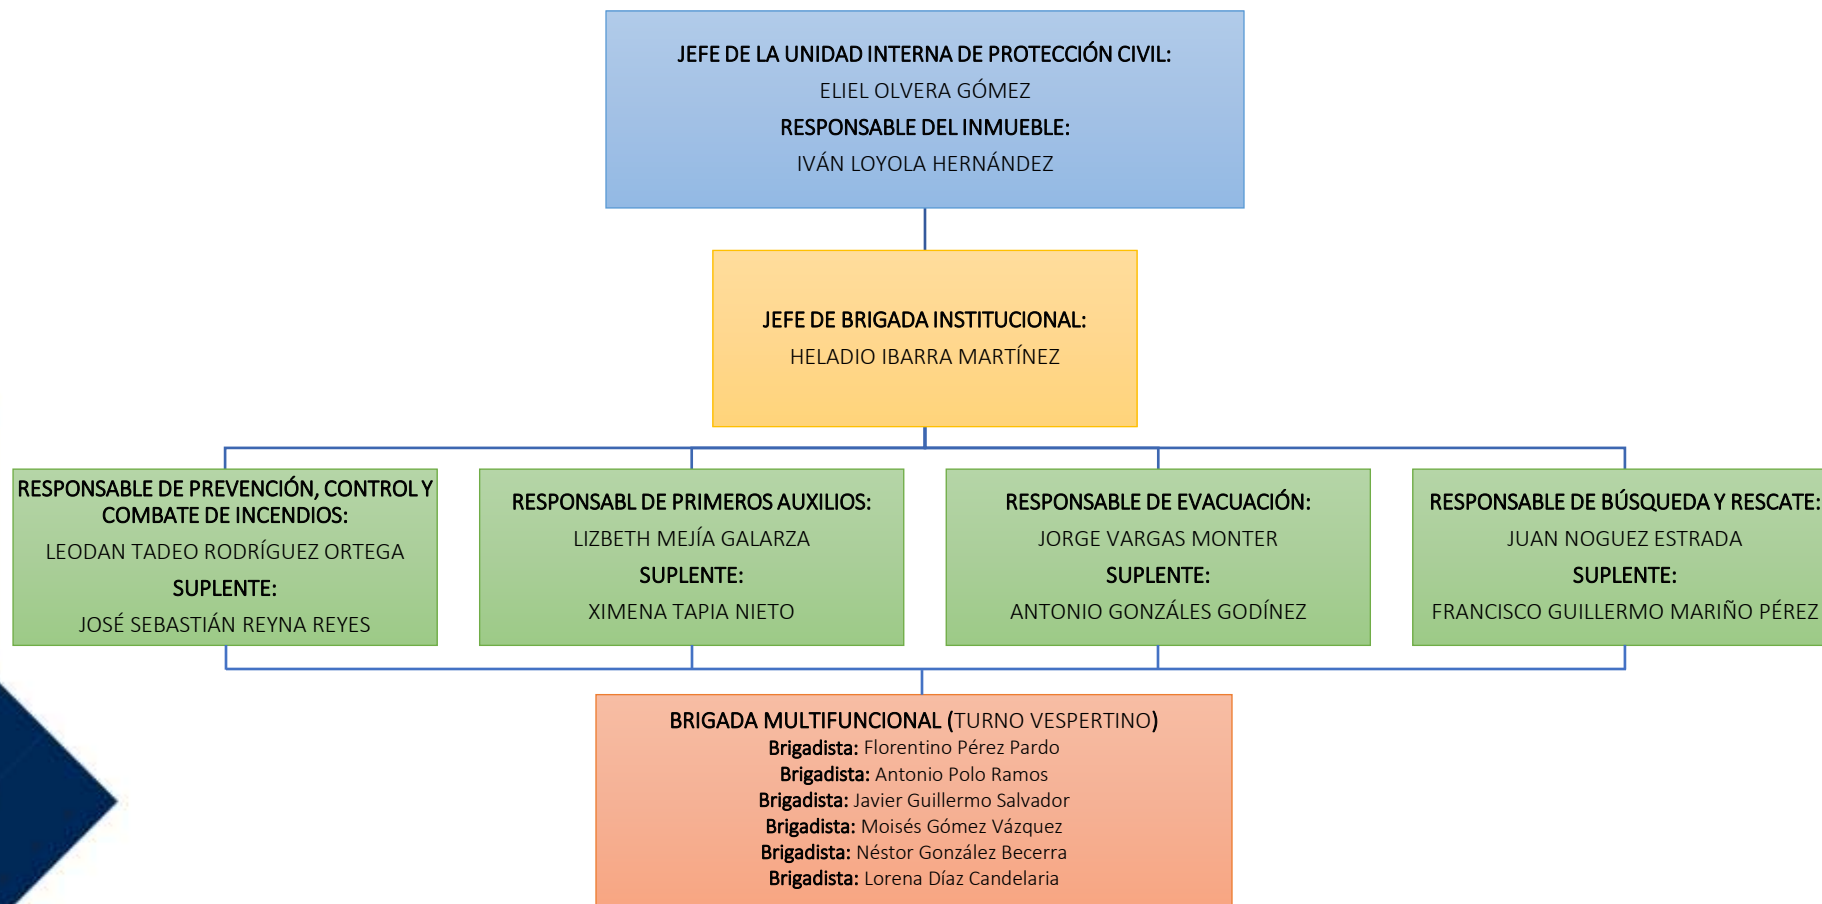 JEFE DE LA UNIDAD INTERNA DE PROTECCIÓN CIVIL:
ELIEL OLVERA GÓMEZ
RESPONSABLE DEL INMUEBLE:
IVÁN LOYOLA HERNÁNDEZ
JEFE DE BRIGADA INSTITUCIONAL:
HELADIO IBARRA MARTÍNEZ
RESPONSABLE DE PREVENCIÓN, CONTROL Y
COMBATE DE INCENDIOS:
LEODAN TADEO RODRÍGUEZ ORTEGA
SUPLENTE:
JOSÉ SEBASTIÁN REYNA REYES
RESPONSABL DE PRIMEROS AUXILIOS:
LIZBETH MEJÍA GALARZA
SUPLENTE:
XIMENA TAPIA NIETO
RESPONSABLE DE EVACUACIÓN:
JORGE VARGAS MONTER
SUPLENTE:
ANTONIO GONZÁLES GODÍNEZ
RESPONSABLE DE BÚSQUEDA Y RESCATE:
JUAN NOGUEZ ESTRADA
SUPLENTE:
FRANCISCO GUILLERMO MARIÑO PÉREZ
BRIGADA MULTIFUNCIONAL (TURNO VESPERTINO)
Brigadista: Florentino Pérez Pardo
Brigadista: Antonio Polo Ramos
Brigadista: Javier Guillermo Salvador
Brigadista: Moisés Gómez Vázquez
Brigadista: Néstor González Becerra
Brigadista: Lorena Díaz Candelaria